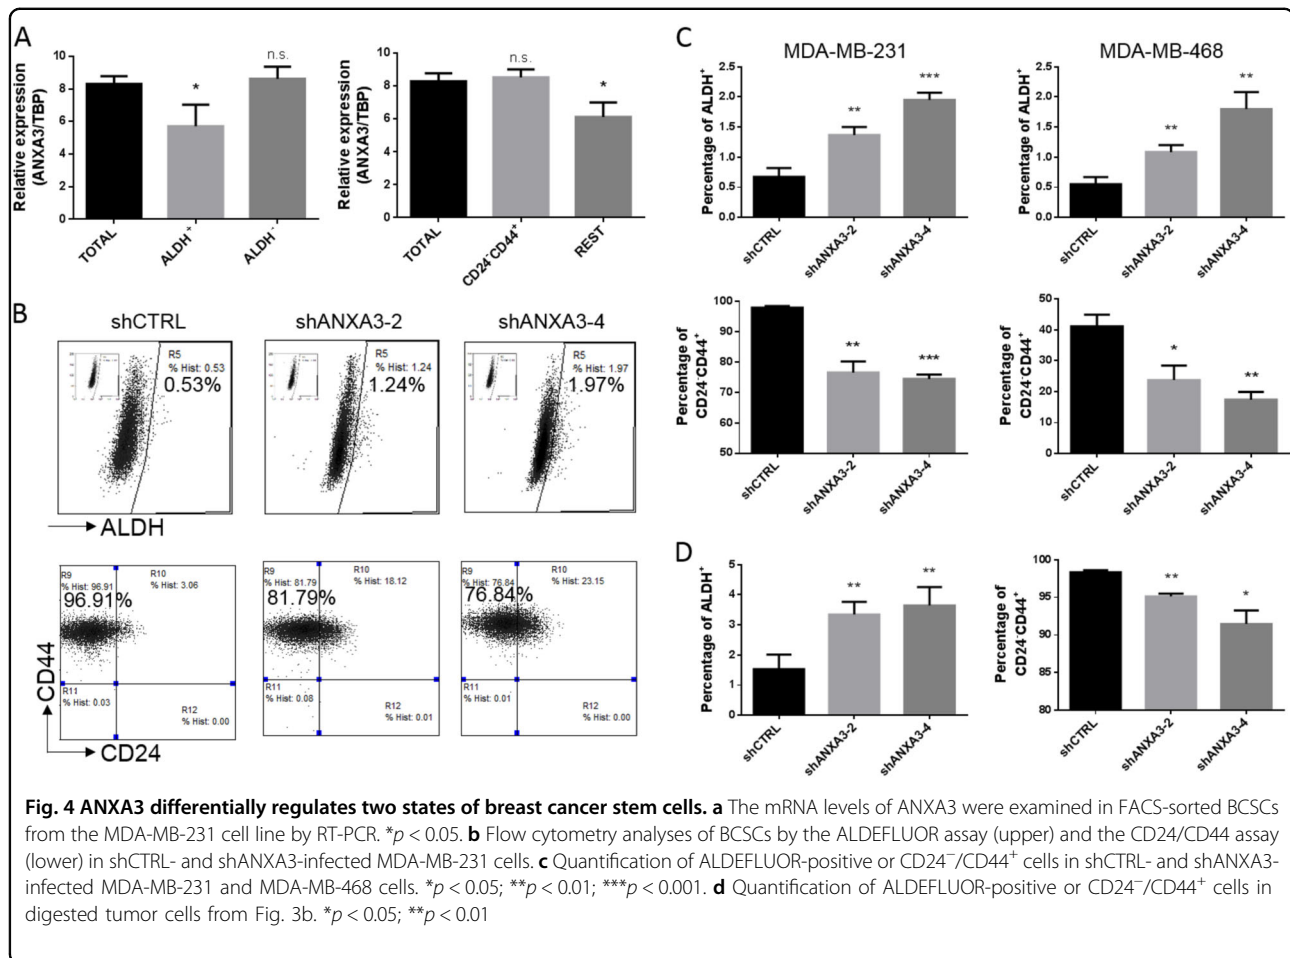 A
Relative expression
(ANXA3/TBP)
10
8
6
4
2
0
*
n.s.
TOTAL
ALDH⁺
ALDH⁻
Relative expression
(ANXA3/TBP)
10
8
6
4
2
0
n.s.
*
TOTAL
CD24⁻CD44⁺
REST
B
shCTRL
shANXA3-2
shANXA3-4
R5
% Hist: 0.53
0.53%
R5
% Hist: 1.24
1.24%
R5
% Hist: 1.97
1.97%
ALDH
R9
% Hist: 96.91
96.91%
R10
% Hist: 3.06
R11
% Hist: 0.03
R12
% Hist: 0.00
R9
% Hist: 81.79
81.79%
R10
% Hist: 18.12
R11
% Hist: 0.08
R12
% Hist: 0.01
R9
% Hist: 76.84
76.84%
R10
% Hist: 23.15
R11
% Hist: 0.01
R12
% Hist: 0.00
CD44
CD24
C
MDA-MB-231
Percentage of ALDH⁺
2.5
2.0
1.5
1.0
0.5
0.0
**
***
shCTRL
shANXA3-2
shANXA3-4
MDA-MB-468
Percentage of ALDH⁺
2.5
2.0
1.5
1.0
0.5
0.0
**
**
shCTRL
shANXA3-2
shANXA3-4
Percentage of
CD24⁻CD44⁺
100
90
80
70
60
50
**
***
shCTRL
shANXA3-2
shANXA3-4
Percentage of
CD24⁻CD44⁺
50
40
30
20
10
0
*
**
shCTRL
shANXA3-2
shANXA3-4
D
Percentage of ALDH⁺
5
4
3
2
1
0
**
**
shCTRL
shANXA3-2
shANXA3-4
Percentage of
CD24⁻CD44⁺
100
95
90
85
80
**
*
shCTRL
shANXA3-2
shANXA3-4
Fig. 4 ANXA3 differentially regulates two states of breast cancer stem cells. a The mRNA levels of ANXA3 were examined in FACS-sorted BCSCs
from the MDA-MB-231 cell line by RT-PCR. *p < 0.05. b Flow cytometry analyses of BCSCs by the ALDEFLUOR assay (upper) and the CD24/CD44 assay
(lower) in shCTRL- and shANXA3-infected MDA-MB-231 cells. c Quantification of ALDEFLUOR-positive or CD24⁻/CD44⁺ cells in shCTRL- and shANXA3-
infected MDA-MB-231 and MDA-MB-468 cells. *p < 0.05; **p < 0.01; ***p < 0.001. d Quantification of ALDEFLUOR-positive or CD24⁻/CD44⁺ cells in
digested tumor cells from Fig. 3b. *p < 0.05; **p < 0.01